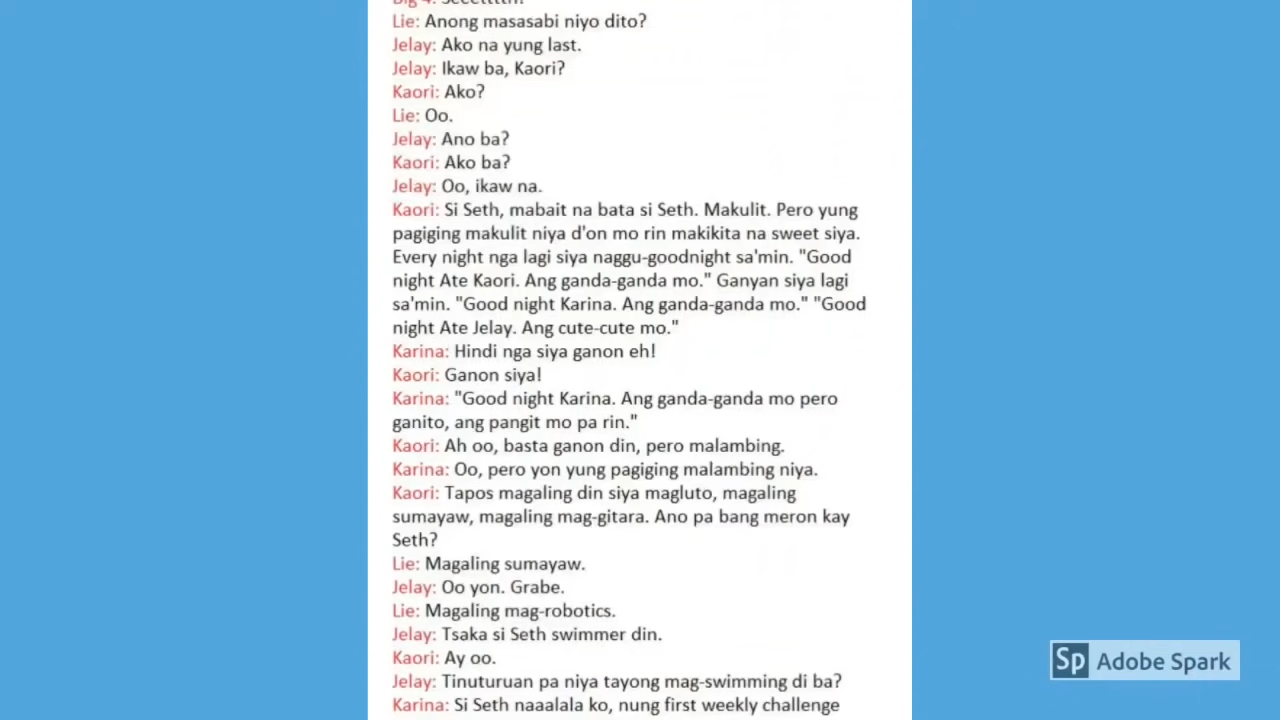 Lie: Anong masasabi niyo dito?
Jelay: Ako na yung last.
Jelay: Ikaw ba, Kaori?
Kaori: Ako?
Lie: Oo.
Jelay: Ano ba?
Kaori: Ako ba?
Jelay: Oo, ikaw na.
Kaori: Si Seth, mabait na bata si Seth. Makulit. Pero yung
pagiging makulit niya d'on mo rin makikita na sweet siya.
Every night nga lagi siya naggu-goodnight sa'min. "Good
night Ate Kaori. Ang ganda-ganda mo." Ganyan siya lagi
sa'min. "Good night Karina. Ang ganda-ganda mo." "Good
night Ate Jelay. Ang cute-cute mo."
Karina: Hindi nga siya ganon eh!
Kaori: Ganon siya!
Karina: "Good night Karina. Ang ganda-ganda mo pero
ganito, ang pangit mo pa rin."
Kaori: Ah oo, basta ganon din, pero malambing.
Karina: Oo, pero yon yung pagiging malambing niya.
Kaori: Tapos magaling din siya magluto, magaling
sumayaw, magaling mag-gitara. Ano pa bang meron kay
Seth?
Lie: Magaling sumayaw.
Jelay: Oo yon. Grabe.
Lie: Magaling mag-robotics.
Jelay: Tsaka si Seth swimmer din.
Kaori: Ay oo.
Jelay: Tinuturuan pa niya tayong mag-swimming di ba?
Karina: Si Seth naaalala ko, nung first weekly challenge
Sp Adobe Spark